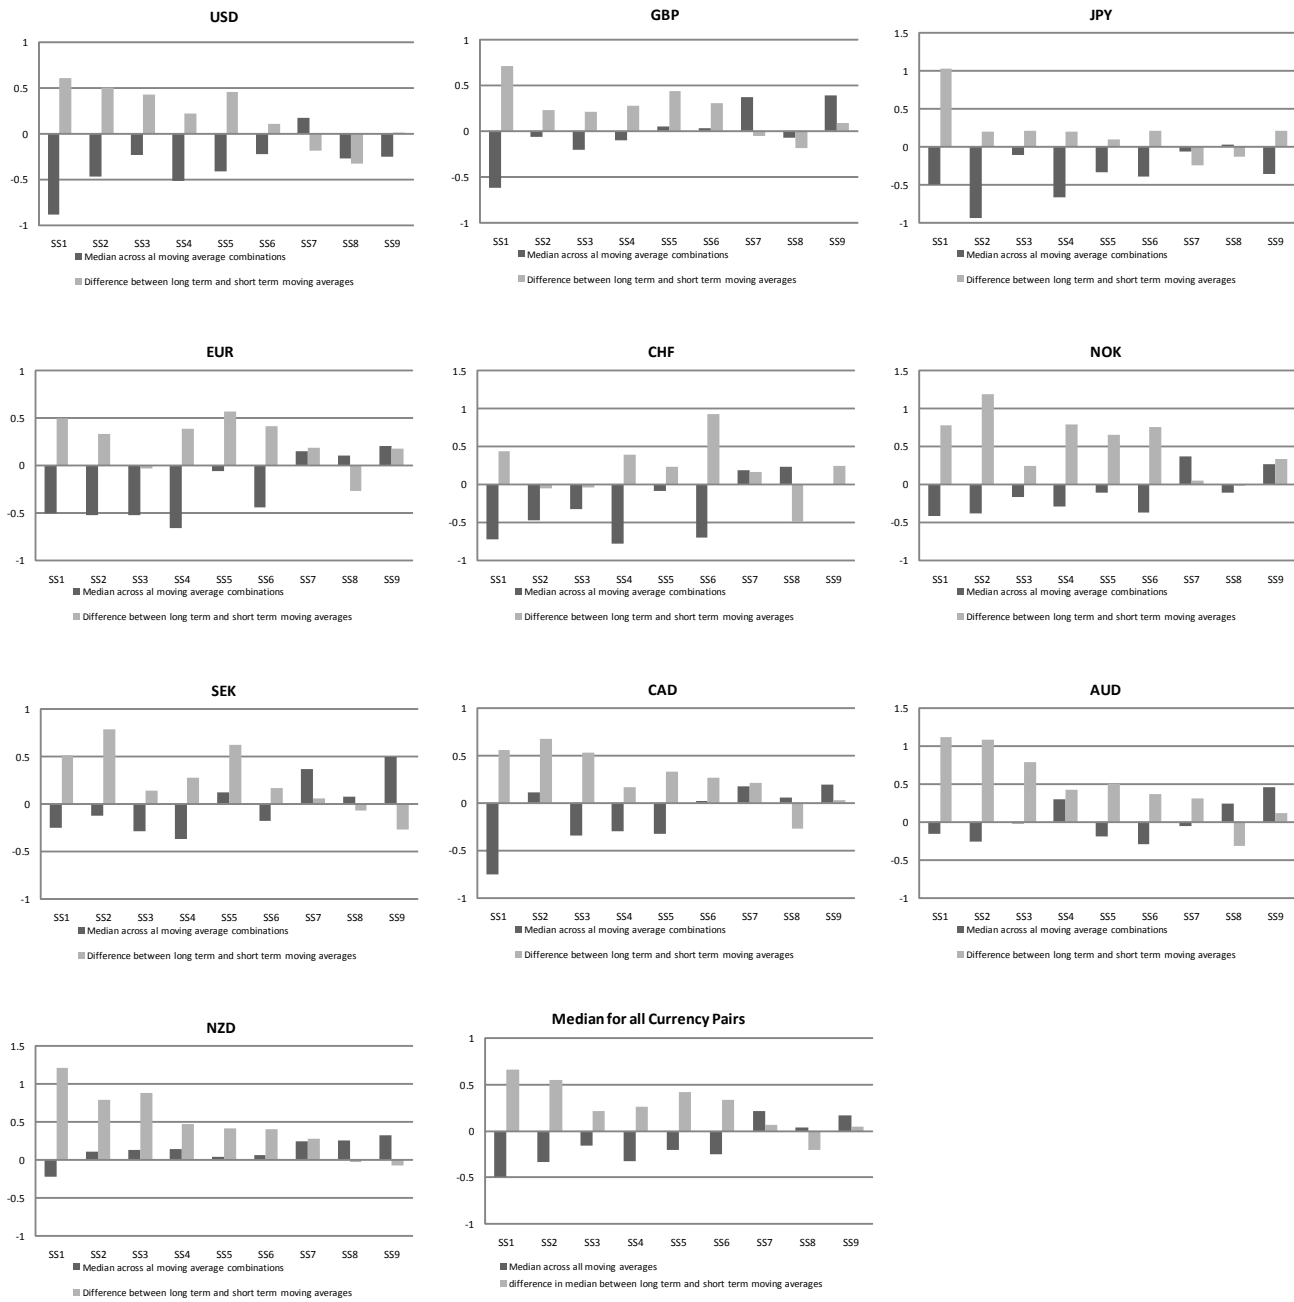 USD
1
0.5
0
-0.5
-1
SS1 SS2 SS3 SS4 SS5 SS6 SS7 SS8 SS9
Median across al moving average combinations
Difference between long term and short term moving averages
GBP
1
0.5
0
-0.5
-1
SS1 SS2 SS3 SS4 SS5 SS6 SS7 SS8 SS9
Median across al moving average combinations
Difference between long term and short term moving averages
JPY
1.5
1
0.5
0
-0.5
-1
SS1 SS2 SS3 SS4 SS5 SS6 SS7 SS8 SS9
Median across al moving average combinations
Difference between long term and short term moving averages
EUR
1
0.5
0
-0.5
-1
SS1 SS2 SS3 SS4 SS5 SS6 SS7 SS8 SS9
Median across al moving average combinations
Difference between long term and short term moving averages
CHF
1.5
1
0.5
0
-0.5
-1
SS1 SS2 SS3 SS4 SS5 SS6 SS7 SS8 SS9
Median across al moving average combinations
Difference between long term and short term moving averages
NOK
1.5
1
0.5
0
-0.5
-1
SS1 SS2 SS3 SS4 SS5 SS6 SS7 SS8 SS9
Median across al moving average combinations
Difference between long term and short term moving averages
SEK
1
0.5
0
-0.5
-1
SS1 SS2 SS3 SS4 SS5 SS6 SS7 SS8 SS9
Median across al moving average combinations
Difference between long term and short term moving averages
CAD
1
0.5
0
-0.5
-1
SS1 SS2 SS3 SS4 SS5 SS6 SS7 SS8 SS9
Median across al moving average combinations
Difference between long term and short term moving averages
AUD
1.5
1
0.5
0
-0.5
-1
SS1 SS2 SS3 SS4 SS5 SS6 SS7 SS8 SS9
Median across al moving average combinations
Difference between long term and short term moving averages
NZD
1.5
1
0.5
0
-0.5
-1
SS1 SS2 SS3 SS4 SS5 SS6 SS7 SS8 SS9
Median across al moving average combinations
Difference between long term and short term moving averages
Median for all Currency Pairs
1
0.5
0
-0.5
-1
SS1 SS2 SS3 SS4 SS5 SS6 SS7 SS8 SS9
Median across all moving averages
difference in median between long term and short term moving averages